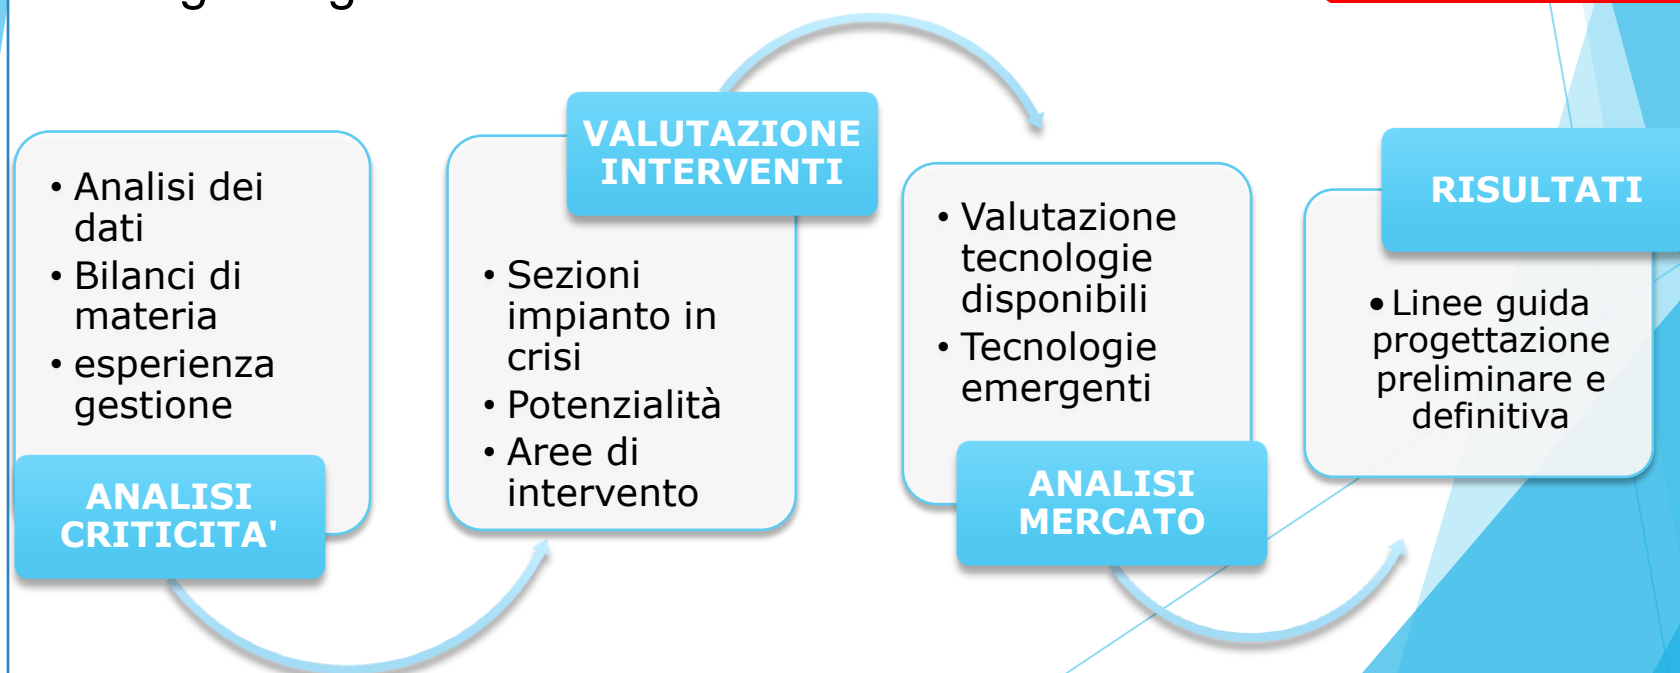 • Analisi dei
dati
• Bilanci di
materia
• esperienza
gestione
ANALISI
CRITICITA'
VALUTAZIONE
INTERVENTI
• Sezioni
impianto in
crisi
• Potenzialità
• Aree di
intervento
• Valutazione
tecnologie
disponibili
• Tecnologie
emergenti
ANALISI
MERCATO
RISULTATI
• Linee guida
progettazione
preliminare e
definitiva